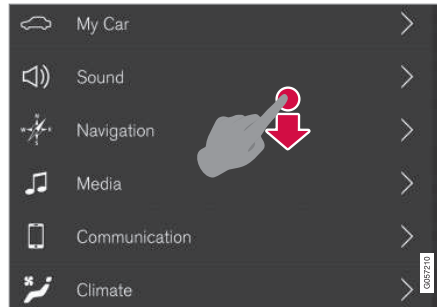 My Car
Sound
Navigation
Media
Communication
Climate
G057210